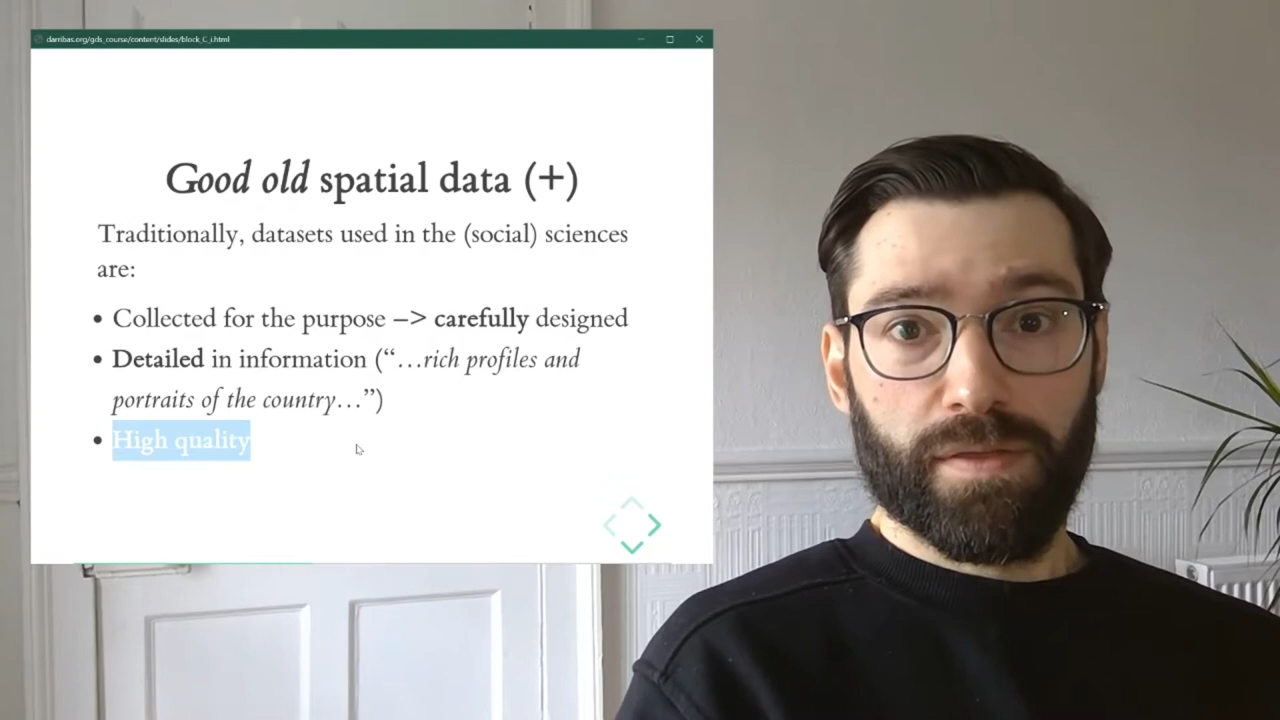 darribas.org/gds_course/content/slides/block_C_i.html
Good old spatial data (+)
Traditionally, datasets used in the (social) sciences
are:
• Collected for the purpose –> carefully designed
• Detailed in information (“…rich profiles and
portraits of the country…”)
• High quality